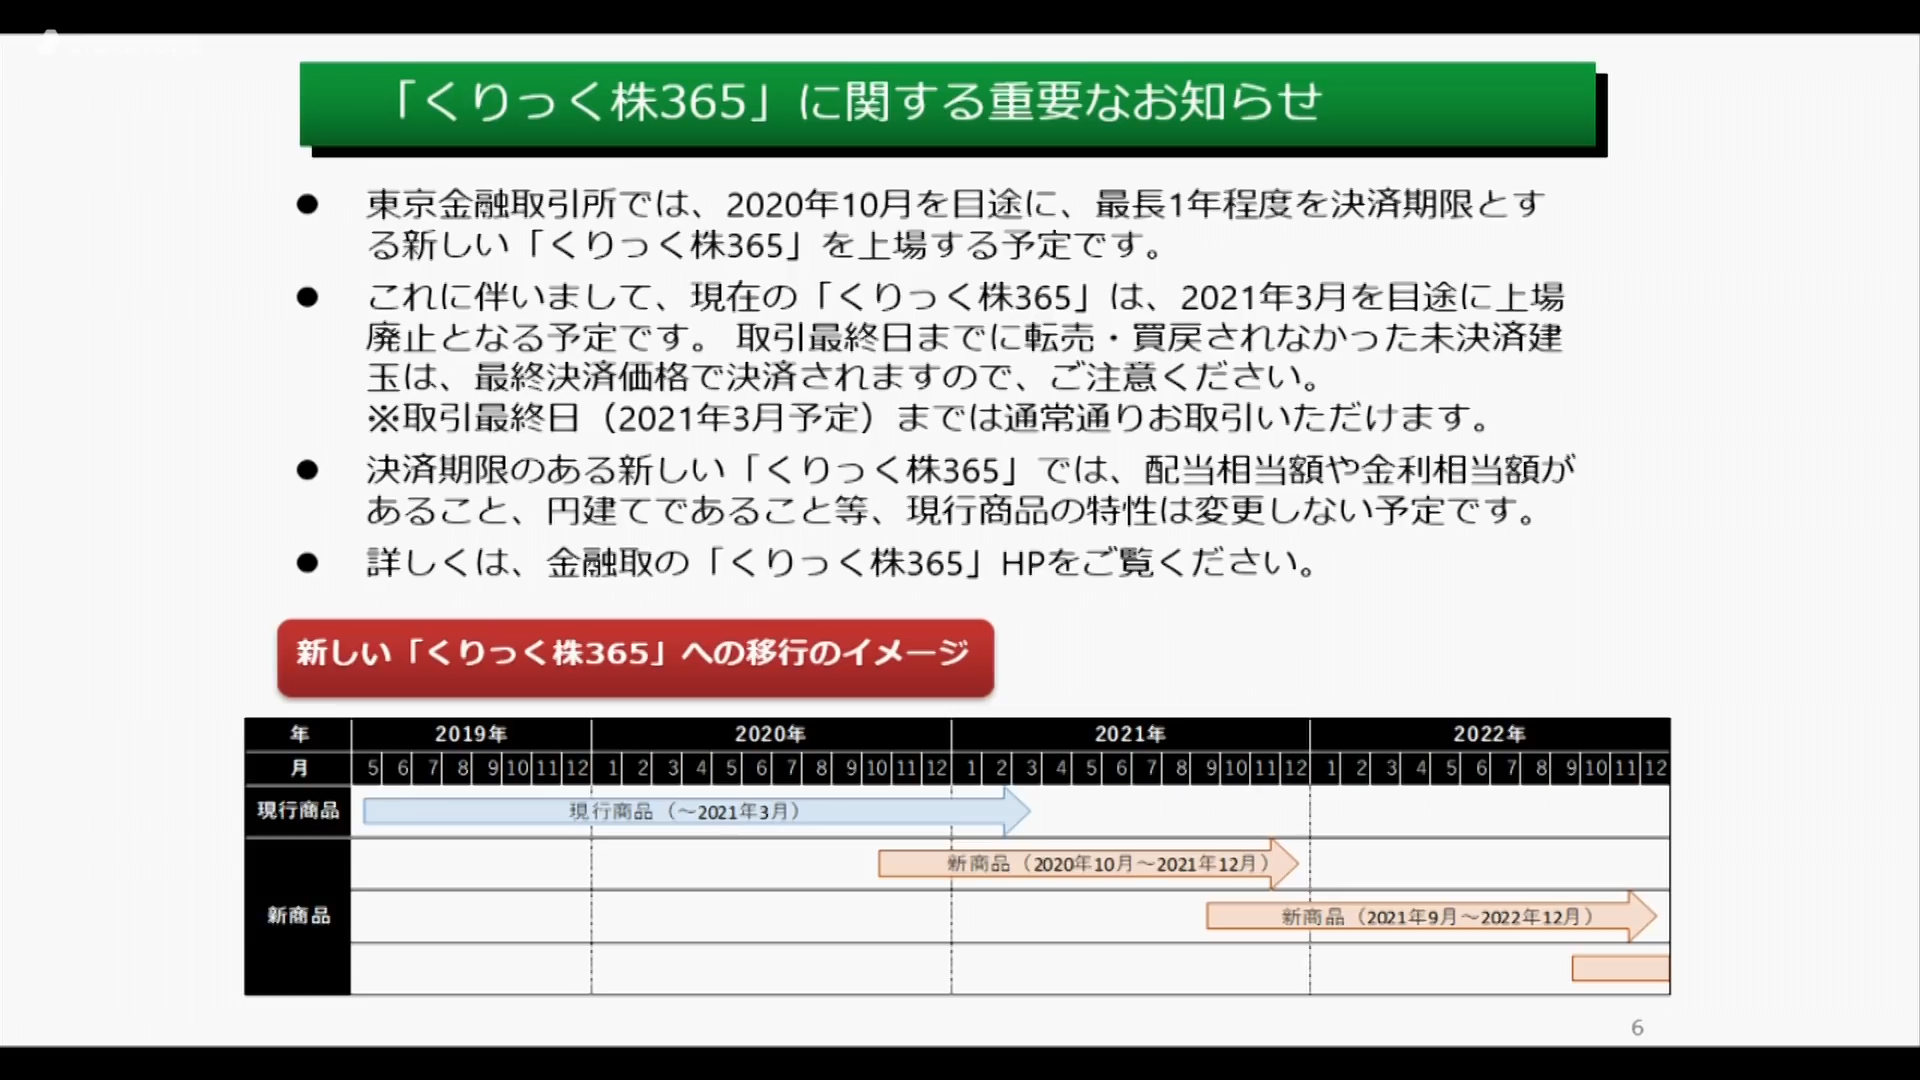 「くりっく株365」に関する重要なお知らせ
● 東京金融取引所では、2020年10月を目途に、最長1年程度を決済期限とす
る新しい「くりっく株365」を上場する予定です。
● これに伴いまして、現在の「くりっく株365」は、2021年3月を目途に上場
廃止となる予定です。 取引最終日までに転売・買戻されなかった未決済建
玉は、最終決済価格で決済されますので、ご注意ください。
※取引最終日（2021年3月予定）までは通常通りお取引いただけます。
● 決済期限のある新しい「くりっく株365」では、配当相当額や金利相当額が
あること、円建てであること等、現行商品の特性は変更しない予定です。
● 詳しくは、金融取の「くりっく株365」HPをご覧ください。
新しい「くりっく株365」への移行のイメージ
年 2019年 2020年 2021年 2022年
月 5 6 7 8 9 10 11 12 1 2 3 4 5 6 7 8 9 10 11 12 1 2 3 4 5 6 7 8 9 10 11 12 1 2 3 4 5 6 7 8 9 10 11 12
現行商品 現行商品（～2021年3月）
新商品（2020年10月～2021年12月）
新商品 新商品（2021年9月～2022年12月）
6